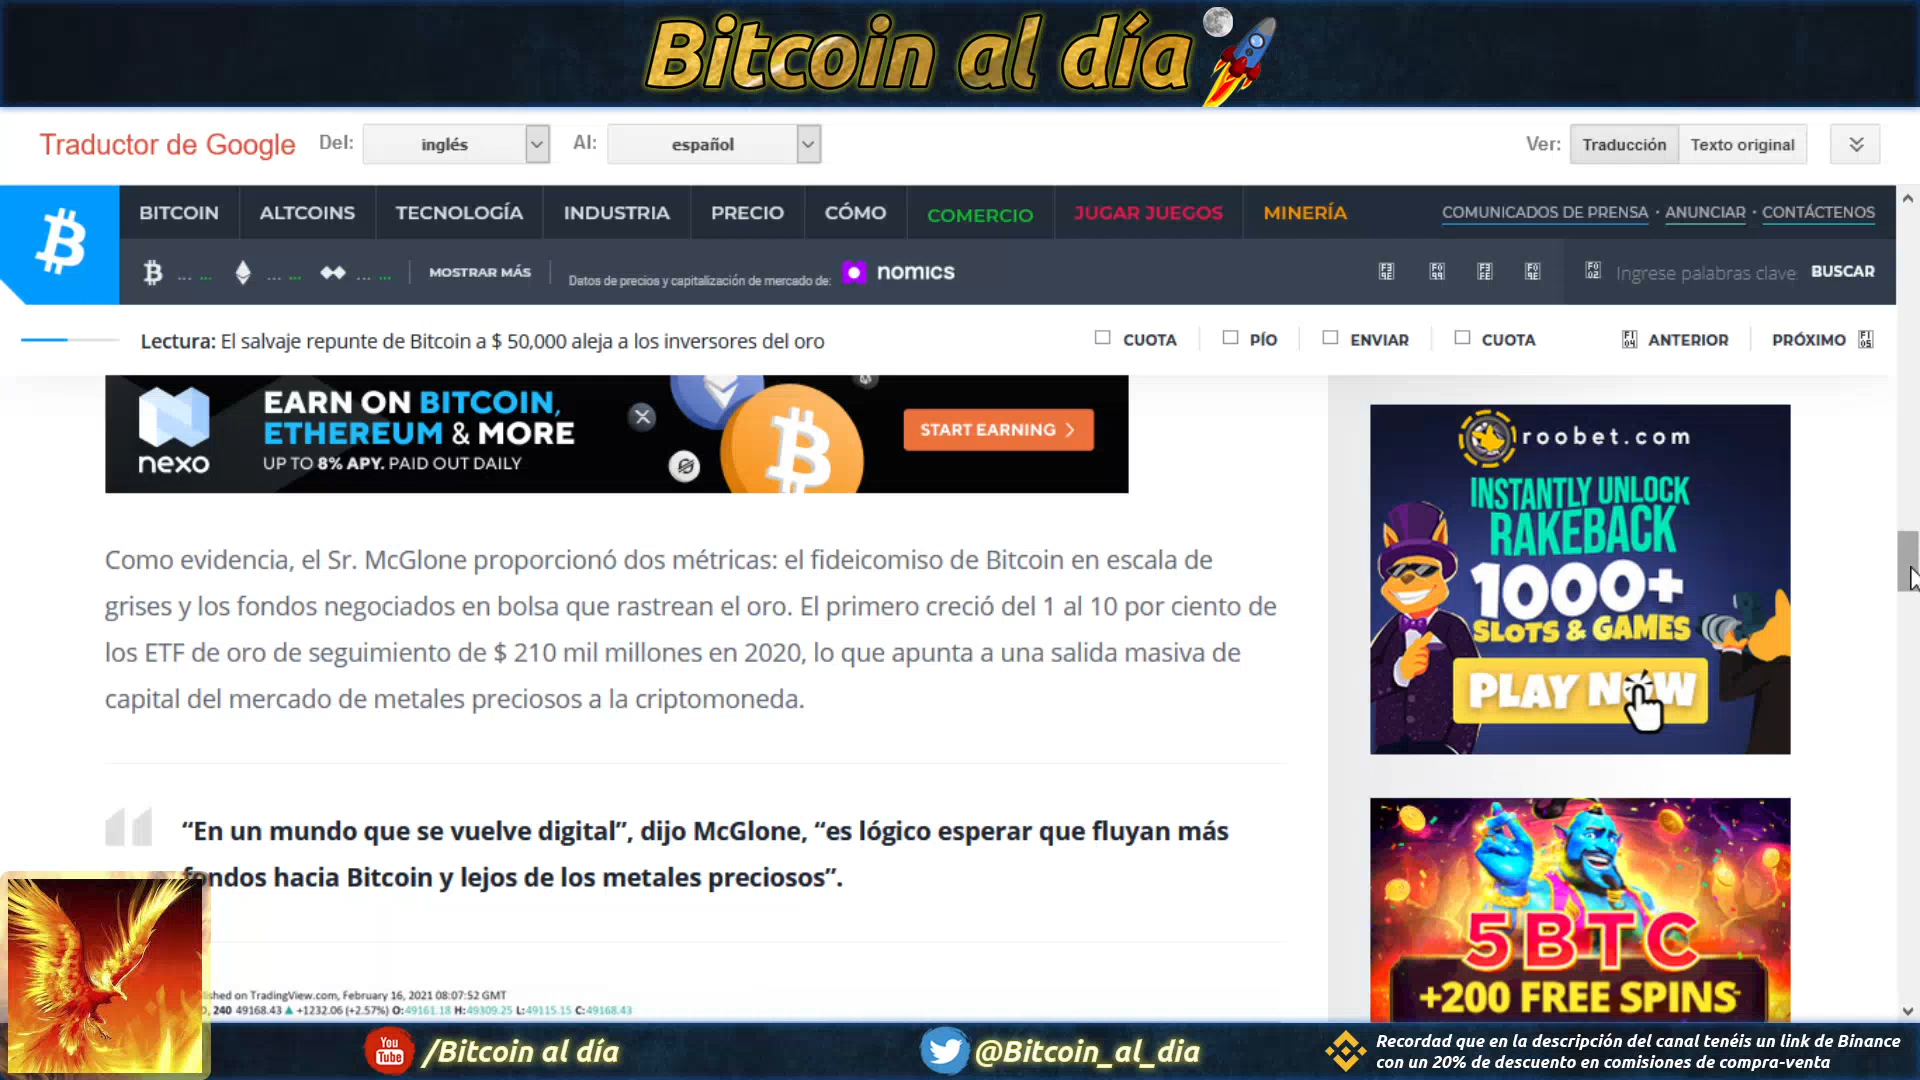 Bitcoin al día
Traductor de Google Del: inglés Al: español Ver: Traducción Texto original
BITCOIN ALTCOINS TECNOLOGÍA INDUSTRIA PRECIO CÓMO COMERCIO JUGAR JUEGOS MINERÍA COMUNICADOS DE PRENSA · ANUNCIAR · CONTÁCTENOS
... ... ... ... ... ... MOSTRAR MÁS Datos de precios y capitalización de mercado de: nomics Ingrese palabras clave BUSCAR
Lectura: El salvaje repunte de Bitcoin a $ 50,000 aleja a los inversores del oro CUOTA PÍO ENVIAR CUOTA ANTERIOR PRÓXIMO
nexo
EARN ON BITCOIN,
ETHEREUM & MORE
UP TO 8% APY. PAID OUT DAILY
START EARNING
Como evidencia, el Sr. McGlone proporcionó dos métricas: el fideicomiso de Bitcoin en escala de
grises y los fondos negociados en bolsa que rastrean el oro. El primero creció del 1 al 10 por ciento de
los ETF de oro de seguimiento de $ 210 mil millones en 2020, lo que apunta a una salida masiva de
capital del mercado de metales preciosos a la criptomoneda.
“En un mundo que se vuelve digital”, dijo McGlone, “es lógico esperar que fluyan más
fondos hacia Bitcoin y lejos de los metales preciosos”.
shed on TradingView.com, February 16, 2021 08:07:52 GMT
, 240 49168.43 ▲ +1232.06 (+2.57%) O:49161.18 H:49309.25 L:49115.15 C:49168.43
roobet.com
INSTANTLY UNLOCK
RAKEBACK
1000+
SLOTS & GAMES
PLAY NOW
5 BTC
+200 FREE SPINS
You Tube /Bitcoin al día
@Bitcoin_al_dia
Recordad que en la descripción del canal tenéis un link de Binance
con un 20% de descuento en comisiones de compra-venta